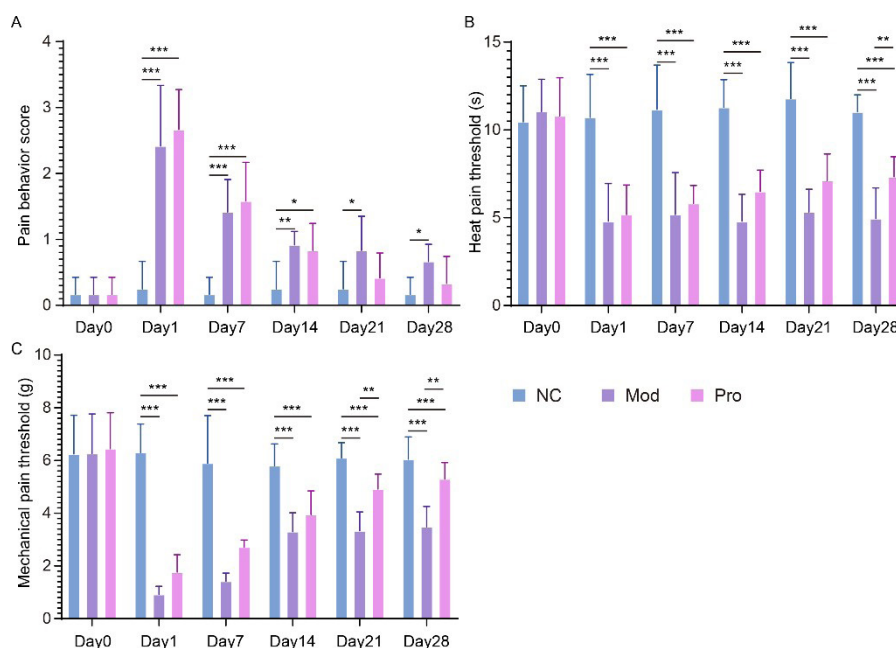 A
Pain behavior score
4
3
2
1
0
*** *** *** *** ** * * *
Day0 Day1 Day7 Day14 Day21 Day28
B
Heat pain threshold (s)
15
10
5
0
*** *** *** *** *** *** *** *** ** *** ***
Day0 Day1 Day7 Day14 Day21 Day28
C
Mechanical pain threshold (g)
10
8
6
4
2
0
*** *** *** *** *** *** ** *** *** ** *** ***
Day0 Day1 Day7 Day14 Day21 Day28
NC Mod Pro